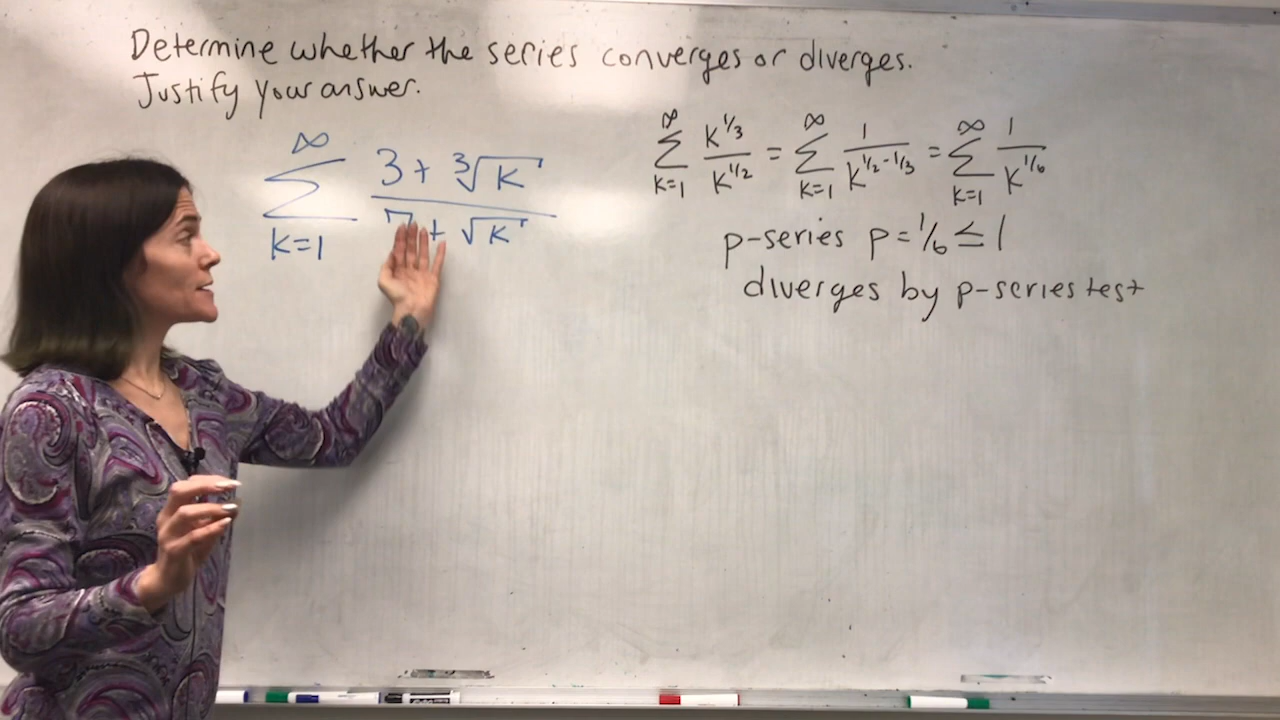 Determine whether the series converges or diverges.
Justify your answer.
∞ Σ k=1 (3 + ∛k) / (7 + √k)
∞ Σ k=1 k^1/3 / k^1/2 = ∞ Σ k=1 1 / k^(1/2-1/3) = ∞ Σ k=1 1 / k^1/6
p-series p = 1/6 ≤ 1
diverges by p-series test